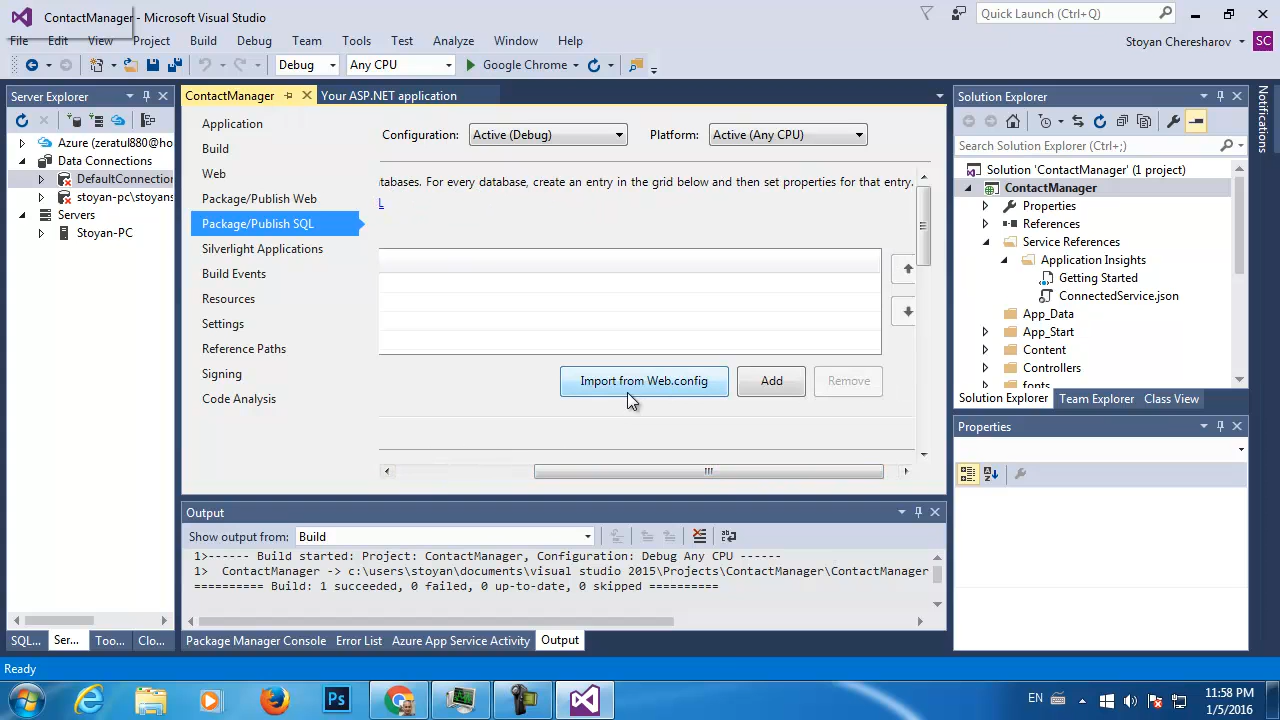 ContactManager - Microsoft Visual Studio
Quick Launch (Ctrl+Q)
File Edit View Project Build Debug Team Tools Test Analyze Window Help
Stoyan Cheresharov
SC
Debug Any CPU Google Chrome
Server Explorer
Azure (zeratul880@ho
Data Connections
DefaultConnection
stoyan-pc\stoyans
Servers
Stoyan-PC
SQL... Ser... Too... Clo...
ContactManager Your ASP.NET application
Application
Build
Web
Package/Publish Web
Package/Publish SQL
Silverlight Applications
Build Events
Resources
Settings
Reference Paths
Signing
Code Analysis
Configuration: Active (Debug) Platform: Active (Any CPU)
tabases. For every database, create an entry in the grid below and then set properties for that entry.
L
Import from Web.config Add Remove
Output
Show output from: Build
1>------ Build started: Project: ContactManager, Configuration: Debug Any CPU ------
1> ContactManager -> c:\users\stoyan\documents\visual studio 2015\Projects\ContactManager\ContactManager
========== Build: 1 succeeded, 0 failed, 0 up-to-date, 0 skipped ==========
Package Manager Console Error List Azure App Service Activity Output
Solution Explorer
Search Solution Explorer (Ctrl+;)
Solution 'ContactManager' (1 project)
ContactManager
Properties
References
Service References
Application Insights
Getting Started
ConnectedService.json
App_Data
App_Start
Content
Controllers
fonts
Solution Explorer Team Explorer Class View
Properties
Notifications
Ready
Ps
EN
11:58 PM
1/5/2016